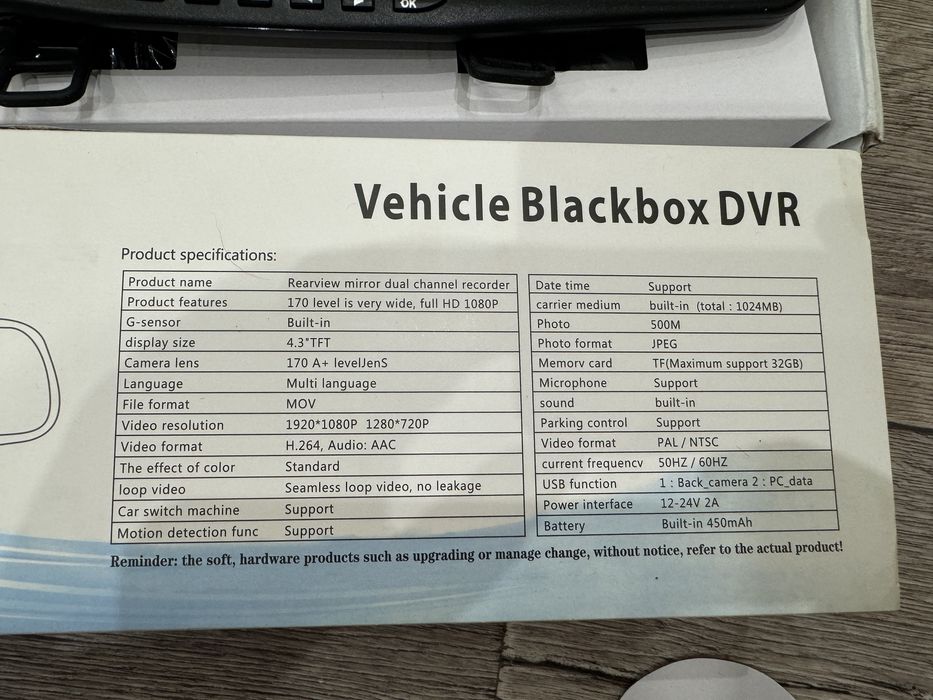 OK
Vehicle Blackbox DVR
Product specifications:
Product name Rearview mirror dual channel recorder
Product features 170 level is very wide, full HD 1080P
G-sensor Built-in
display size 4.3"TFT
Camera lens 170 A+ levelJenS
Language Multi language
File format MOV
Video resolution 1920*1080P 1280*720P
Video format H.264, Audio: AAC
The effect of color Standard
loop video Seamless loop video, no leakage
Car switch machine Support
Motion detection func Support
Date time Support
carrier medium built-in (total : 1024MB)
Photo 500M
Photo format JPEG
Memory card TF(Maximum support 32GB)
Microphone Support
sound built-in
Parking control Support
Video format PAL / NTSC
current frequency 50HZ / 60HZ
USB function 1 : Back_camera 2 : PC_data
Power interface 12-24V 2A
Battery Built-in 450mAh
Reminder: the soft, hardware products such as upgrading or manage change, without notice, refer to the actual product!